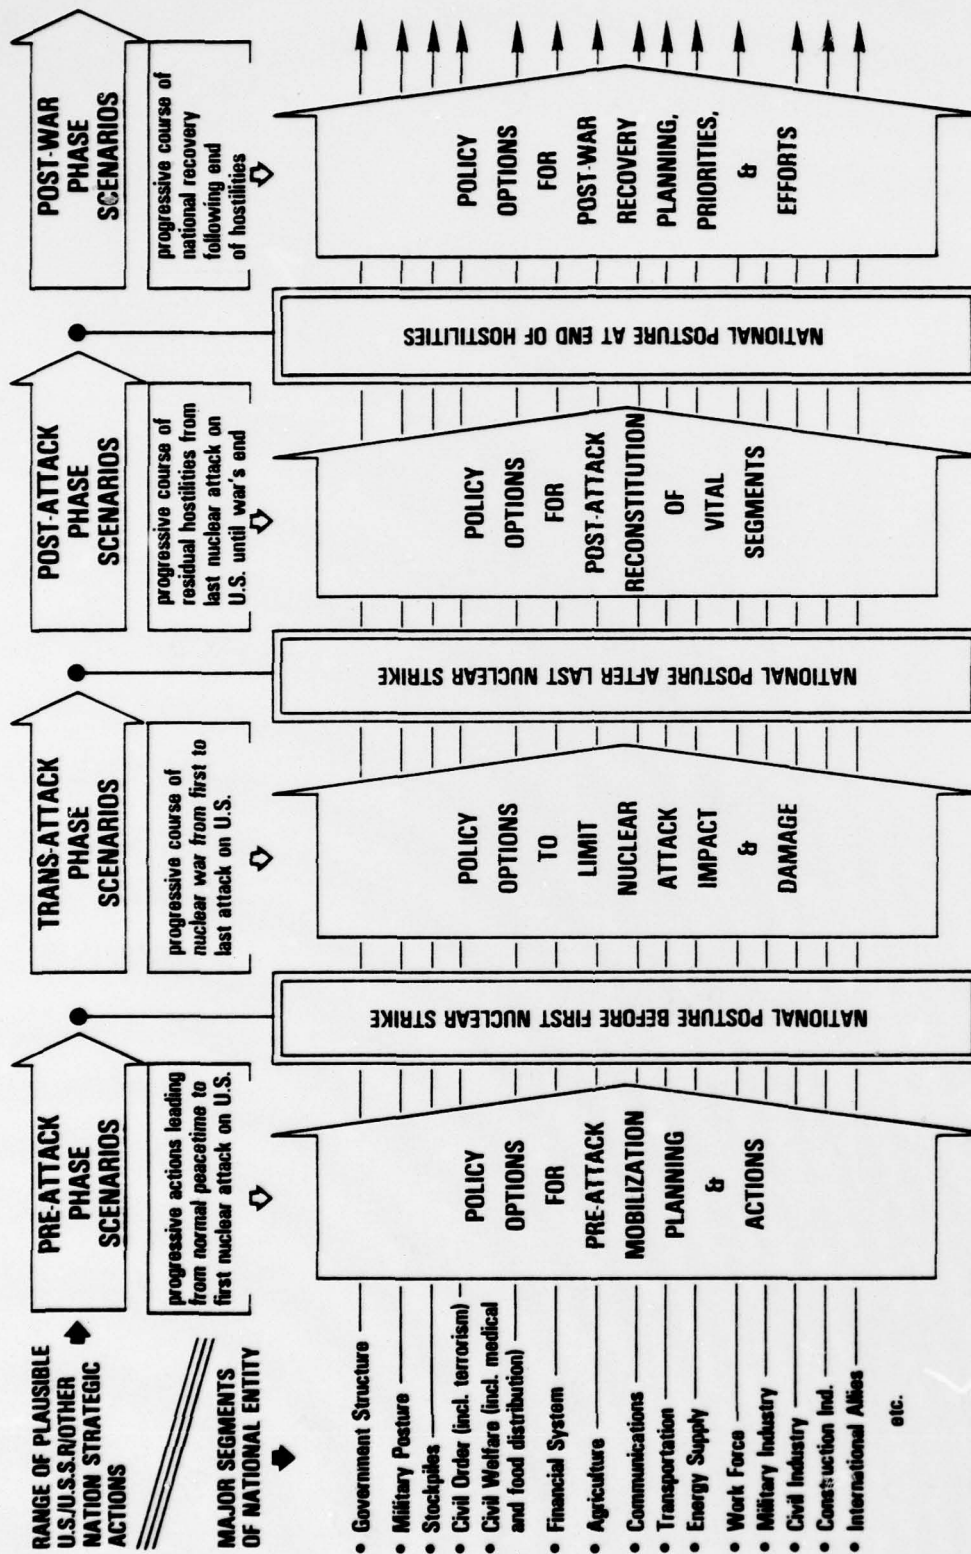 RANGE OF PLAUSIBLE
U.S./U.S.S.R/OTHER
NATION STRATEGIC
ACTIONS
PRE-ATTACK
PHASE
SCENARIOS
TRANS-ATTACK
PHASE
SCENARIOS
POST-ATTACK
PHASE
SCENARIOS
POST-WAR
PHASE
SCENARIOS
progressive actions leading
from normal peacetime to
first nuclear attack on U.S.
progressive course of
nuclear war from first to
last attack on U.S.
progressive course of
residual hostilities from
last nuclear attack on
U.S. until war's end
progressive course of
national recovery
following end
of hostilities
MAJOR SEGMENTS
OF NATIONAL ENTITY
• Government Structure
• Military Posture
• Stockpiles
• Civil Order (incl. terrorism)
• Civil Welfare (incl. medical
and food distribution)
• Financial System
• Agriculture
• Communications
• Transportation
• Energy Supply
• Work Force
• Military Industry
• Civil Industry
• Construction Ind.
• International Allies
etc.
POLICY
OPTIONS
FOR
PRE-ATTACK
MOBILIZATION
PLANNING
&
ACTIONS
NATIONAL POSTURE BEFORE FIRST NUCLEAR STRIKE
POLICY
OPTIONS
TO
LIMIT
NUCLEAR
ATTACK
IMPACT
&
DAMAGE
NATIONAL POSTURE AFTER LAST NUCLEAR STRIKE
POLICY
OPTIONS
FOR
POST-ATTACK
RECONSTITUTION
OF
VITAL
SEGMENTS
NATIONAL POSTURE AT END OF HOSTILITIES
POLICY
OPTIONS
FOR
POST-WAR
RECOVERY
PLANNING,
PRIORITIES,
&
EFFORTS